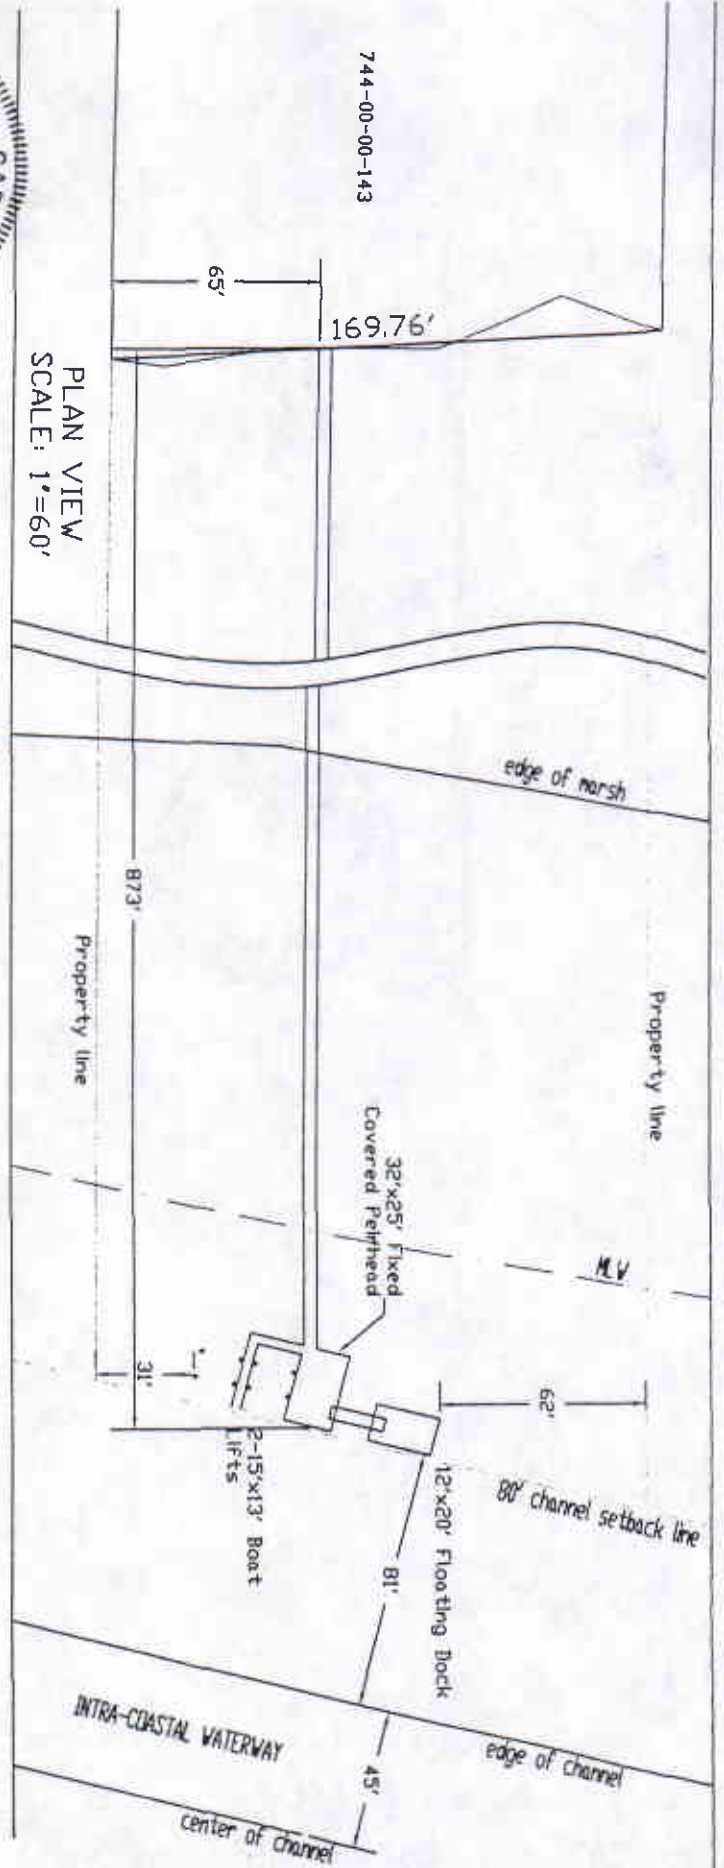 744-00-00-143
65'
169.76'
PLAN VIEW
SCALE: 1"=60'
edge of marsh
873'
Property line
Property line
32'x25' Fixed
Covered Peirhead
MLW
31'
62'
2-15'x13' Boat
Lifts
12'x20' Floating Dock
80' channel setback line
81'
INTRA-COASTAL WATERWAY
edge of channel
45'
center of channel